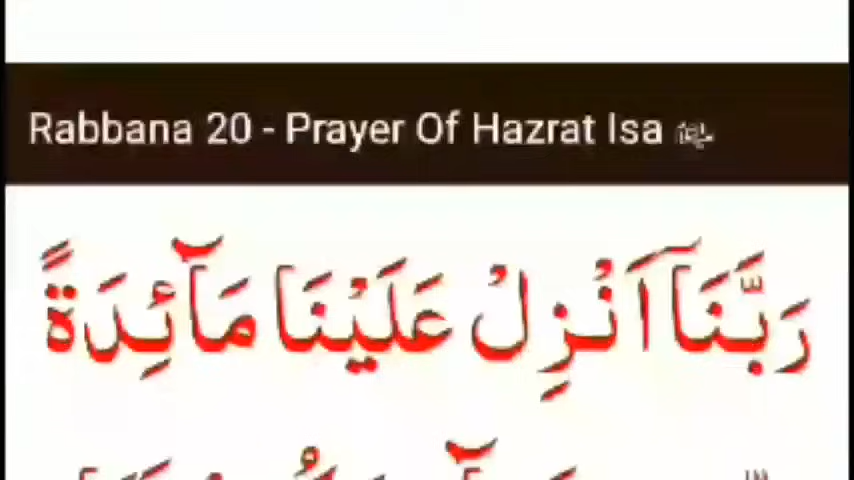 Rabbana 20 - Prayer Of Hazrat Isa
رَبَّنَآ اَنْزِلْ عَلَيْنَا مَآئِدَةً